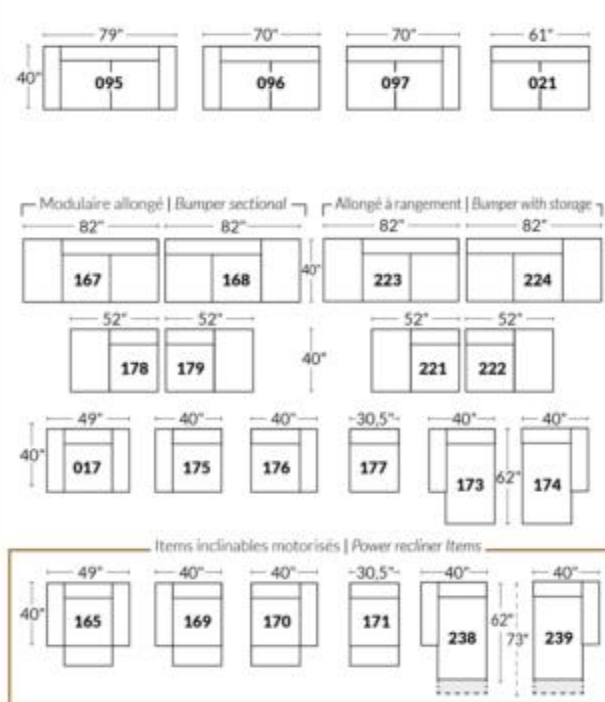 79" 70" 70" 61"
40" 095 096 097 021
Modulaire allongé | Bumper sectional Allongé à rangement | Bumper with storage
82" 82" 82" 82"
167 168 40" 223 224
52" 52" 52" 52"
178 179 40" 221 222
49" 40" 40" 30,5" 40" 40"
40" 017 175 176 177 173 62" 174
Items inclinables motorisés | Power recliner Items
49" 40" 40" 30,5" 40" 40"
40" 165 169 170 171 238 62" 73" 239